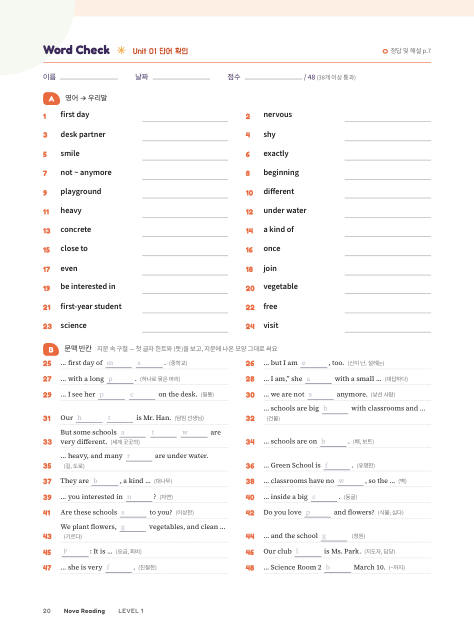 Word Check ✳ Unit 01 단어 확인
정답 및 해설 p.7
이름 날짜 점수 / 48 (38개 이상 통과)
A 영어 → 우리말
1 first day
2 nervous
3 desk partner
4 shy
5 smile
6 exactly
7 not ~ anymore
8 beginning
9 playground
10 different
11 heavy
12 under water
13 concrete
14 a kind of
15 close to
16 once
17 even
18 join
19 be interested in
20 vegetable
21 first-year student
22 free
23 science
24 visit
B 문맥 빈칸 지문 속 구절 — 첫 글자 힌트와 (뜻)을 보고, 지문에 나온 모양 그대로 써요
25 ... first day of m s . (중학교)
26 ... but I am e , too. (신이 난, 설레는)
27 ... with a long p . (하나로 묶은 머리)
28 ... I am," she a with a small ... (대답하다)
29 ... I see her p c on the desk. (필통)
30 ... we are not s anymore. (낯선 사람)
31 Our h t is Mr. Han. (담임 선생님)
32 ... schools are big b with classrooms and ... (건물)
33 But some schools a t w are very different. (세계 곳곳의)
34 ... schools are on b . (배, 보트)
35 ... heavy, and many r are under water. (길, 도로)
36 ... Green School is f . (유명한)
37 They are b , a kind ... (대나무)
38 ... classrooms have no w , so the ... (벽)
39 ... you interested in n ? (자연)
40 ... inside a big c . (동굴)
41 Are these schools s to you? (이상한)
42 Do you love p and flowers? (식물, 심다)
43 We plant flowers, g vegetables, and clean ... (기르다)
44 ... and the school g . (정원)
45 F : It is ... (요금, 회비)
46 Our club l is Ms. Park. (지도자, 담당)
47 ... she is very f . (친절한)
48 ... Science Room 2 b March 10. (~까지)
20 Nova Reading LEVEL 1